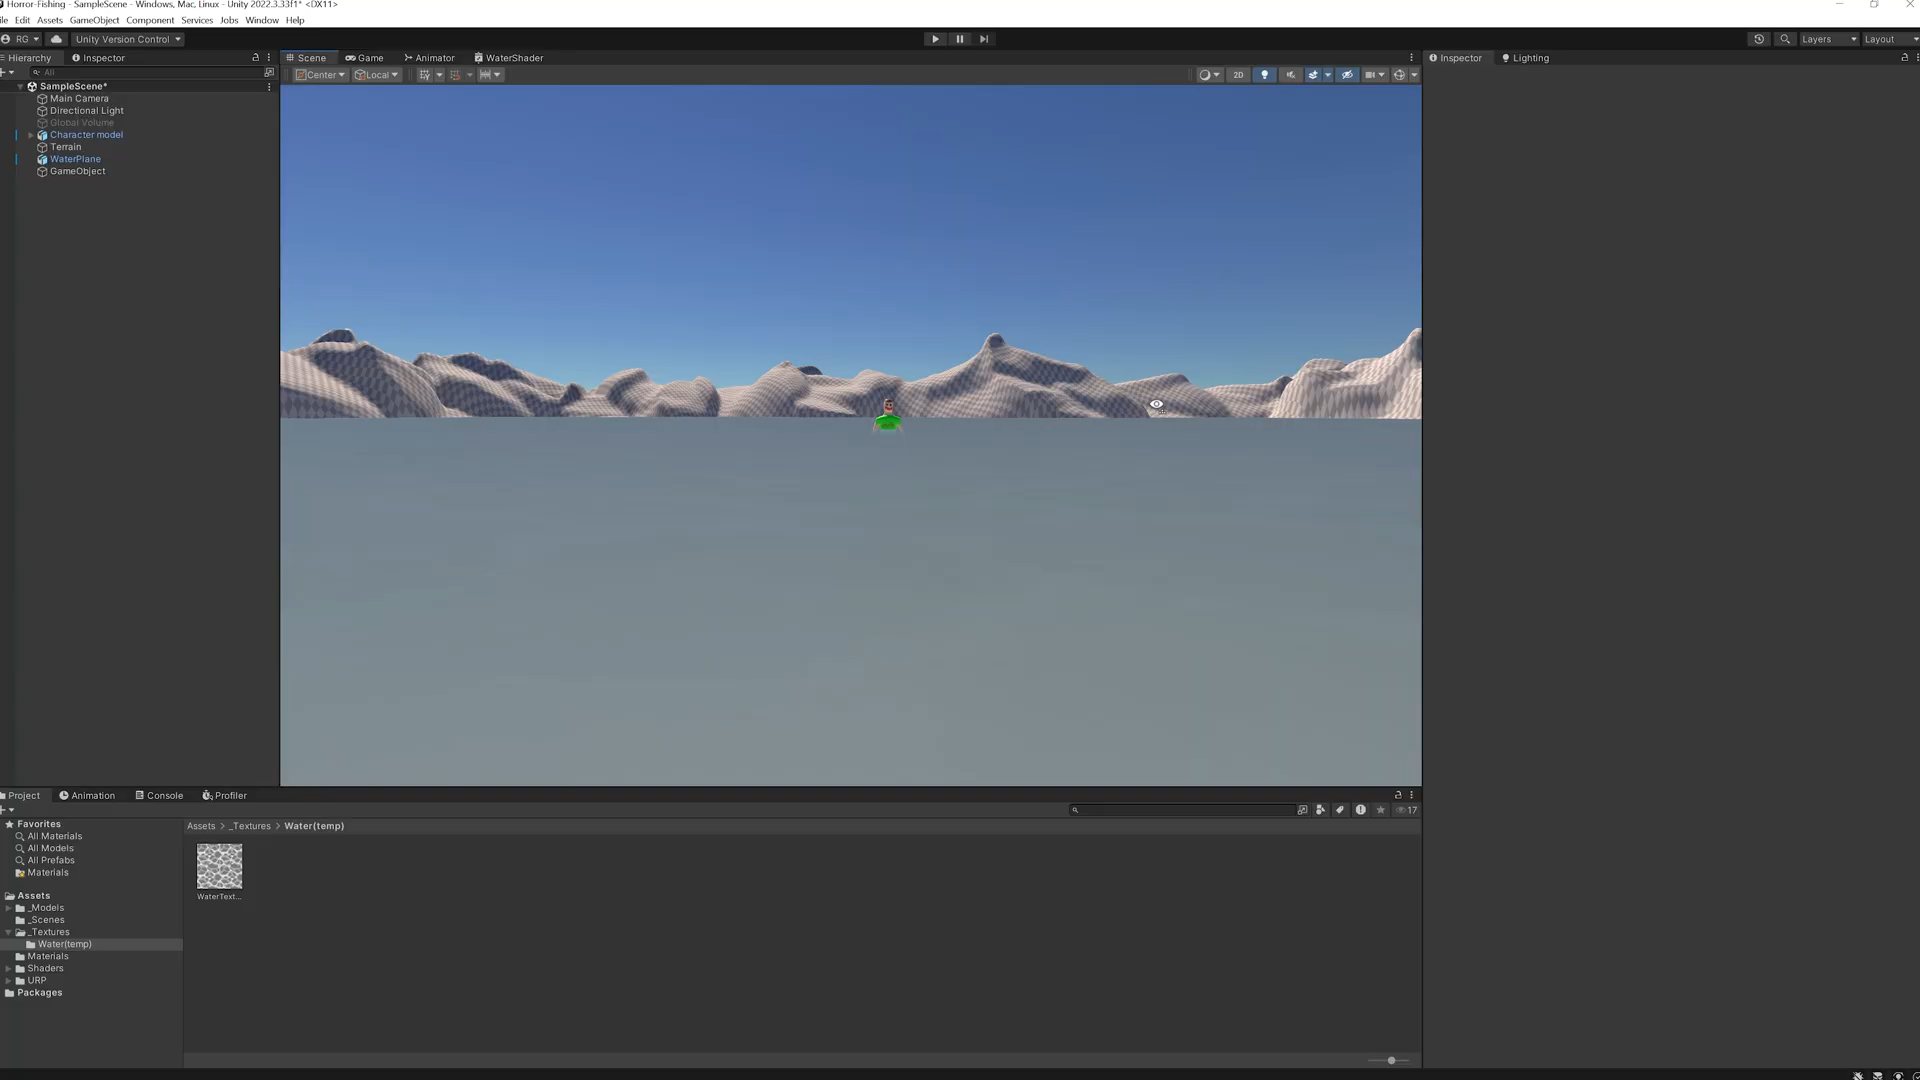 Horror-Fishing - SampleScene - Windows, Mac, Linux - Unity 2022.3.33f1* <DX11>
ile Edit Assets GameObject Component Services Jobs Window Help
RG Unity Version Control Layers Layout
Hierarchy Inspector Scene Game Animator WaterShader Inspector Lighting
All Center Local 2D
SampleScene*
Main Camera
Directional Light
Global Volume
Character model
Terrain
WaterPlane
GameObject
Project Animation Console Profiler
17
Favorites
All Materials
All Models
All Prefabs
Materials
Assets
_Models
_Scenes
_Textures
Water(temp)
Materials
Shaders
URP
Packages
Assets > _Textures > Water(temp)
WaterText...